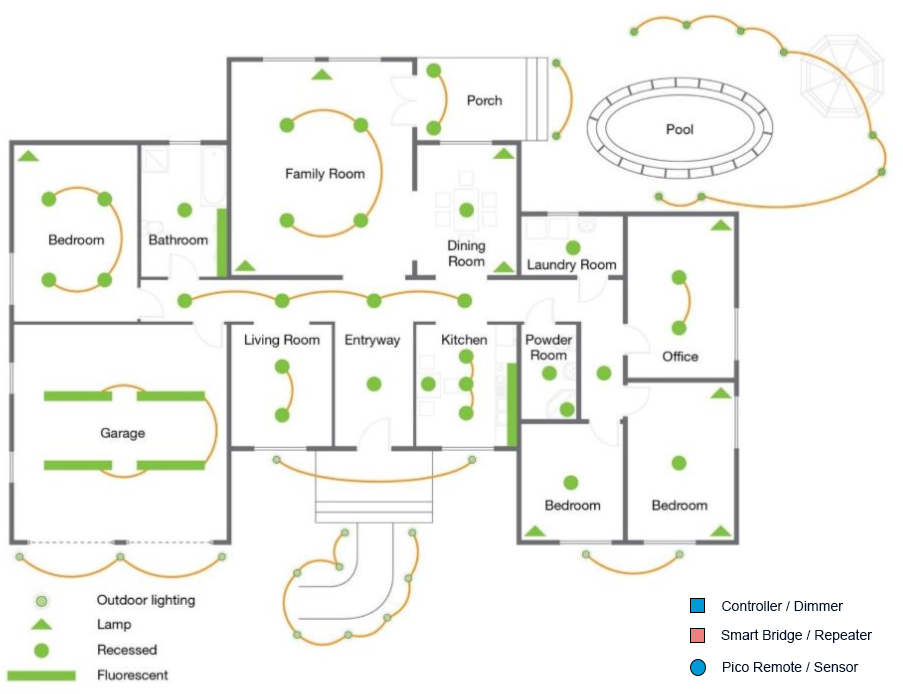 Porch
Pool
Family Room
Bedroom
Bathroom
Dining
Room
Laundry Room
Living Room
Entryway
Kitchen
Powder
Room
Office
Garage
Bedroom
Bedroom
Outdoor lighting
Lamp
Recessed
Fluorescent
Controller / Dimmer
Smart Bridge / Repeater
Pico Remote / Sensor